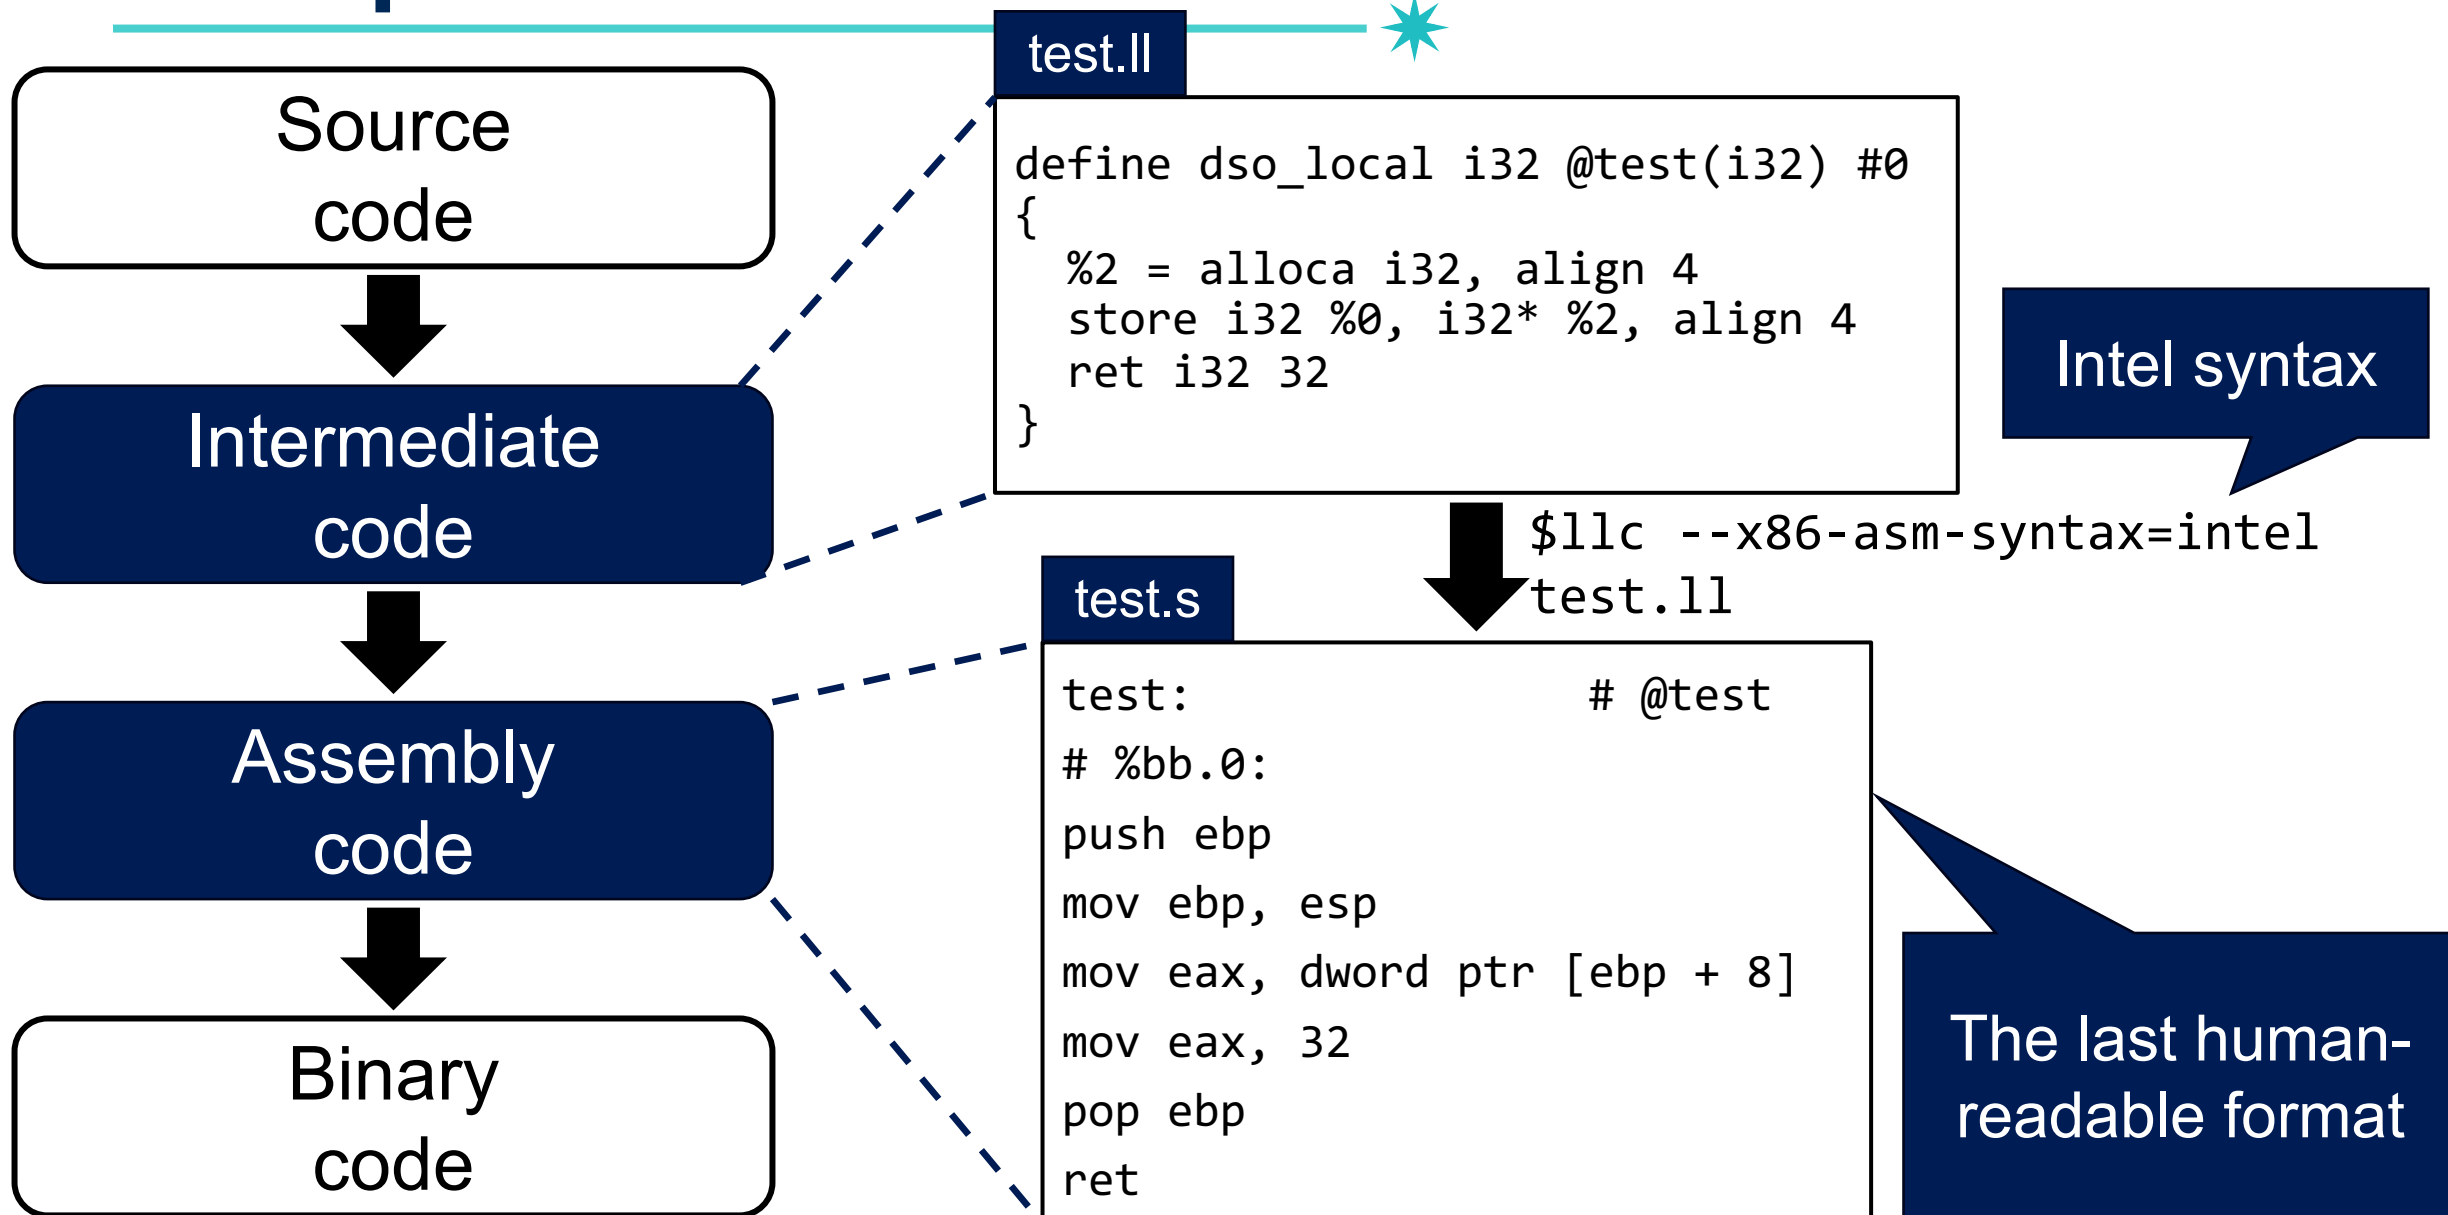 Source
code
Intermediate
code
Assembly
code
Binary
code
test.ll
define dso_local i32 @test(i32) #0
{
  %2 = alloca i32, align 4
  store i32 %0, i32* %2, align 4
  ret i32 32
}
Intel syntax
$llc --x86-asm-syntax=intel
test.ll
test.s
test:               # @test
# %bb.0:
push ebp
mov ebp, esp
mov eax, dword ptr [ebp + 8]
mov eax, 32
pop ebp
ret
The last human-
readable format